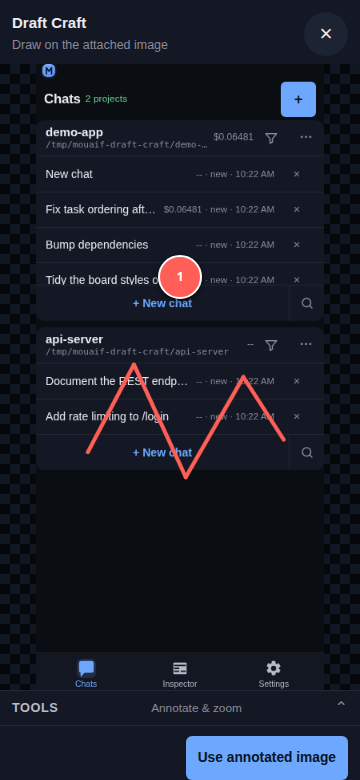 Draft Craft
Draw on the attached image
M
Chats 2 projects
+
demo-app
/tmp/mouaif-draft-craft/demo-… $0.06481 ...
New chat -- · new · 10:22 AM ×
Fix task ordering aft… $0.06481 · new · 10:22 AM ×
Bump dependencies -- · new · 10:22 AM ×
Tidy the board styles -- · new · 10:22 AM ×
1
+ New chat
api-server
/tmp/mouaif-draft-craft/api-server -- ...
Document the REST endp… -- · new · 10:22 AM ×
Add rate limiting to /login -- · new · 10:22 AM ×
+ New chat
Chats Inspector Settings
TOOLS Annotate & zoom
Use annotated image